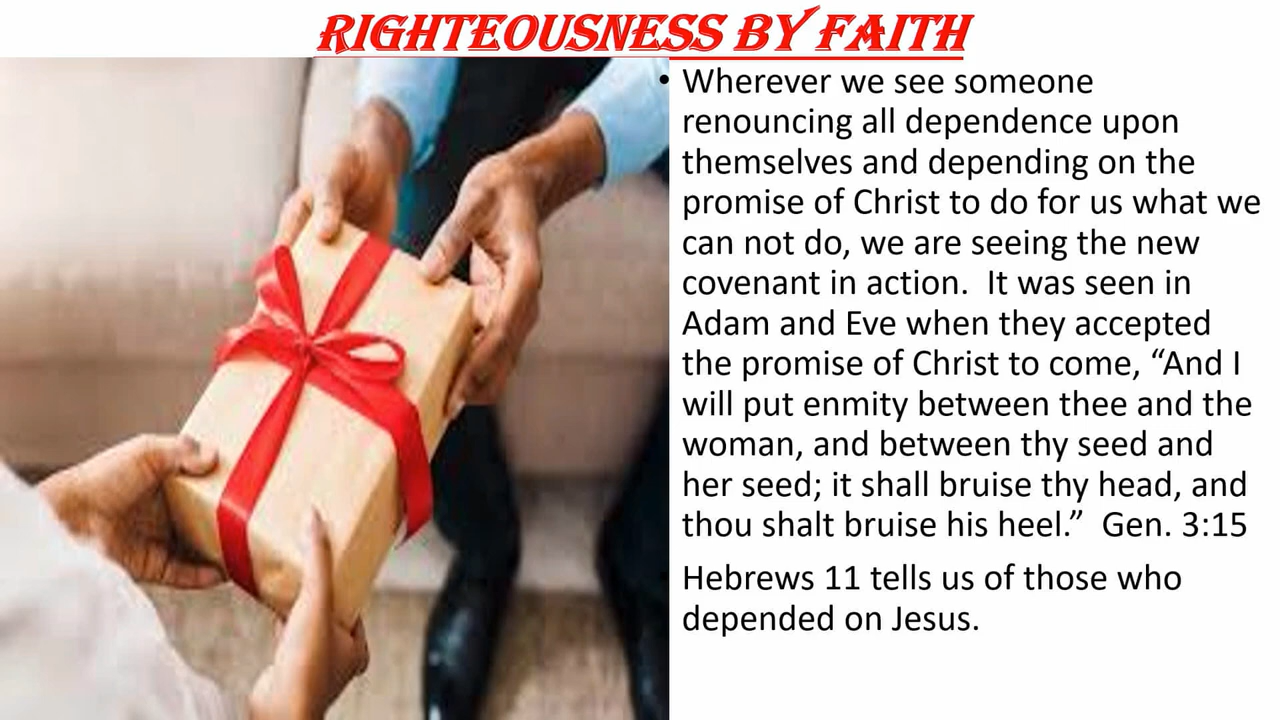 RIGHTEOUSNESS BY FAITH
• Wherever we see someone
renouncing all dependence upon
themselves and depending on the
promise of Christ to do for us what we
can not do, we are seeing the new
covenant in action.  It was seen in
Adam and Eve when they accepted
the promise of Christ to come, “And I
will put enmity between thee and the
woman, and between thy seed and
her seed; it shall bruise thy head, and
thou shalt bruise his heel.”  Gen. 3:15
Hebrews 11 tells us of those who
depended on Jesus.